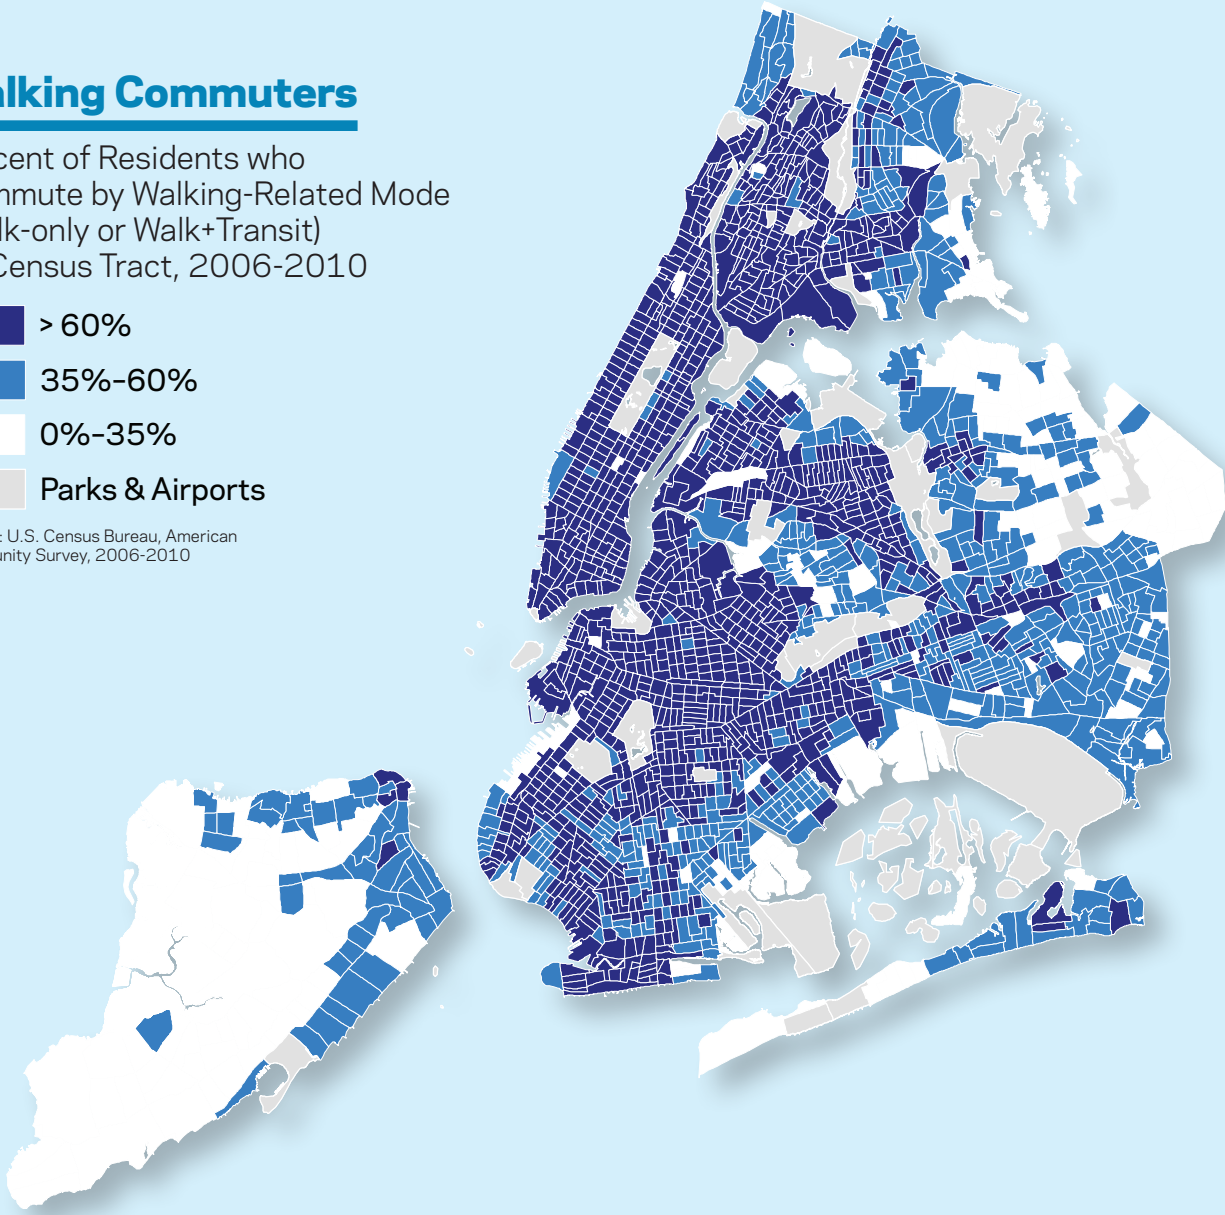 alking Commuters
cent of Residents who
mmute by Walking-Related Mode
lk-only or Walk+Transit)
Census Tract, 2006-2010
> 60%
35%-60%
0%-35%
Parks & Airports
: U.S. Census Bureau, American
unity Survey, 2006-2010